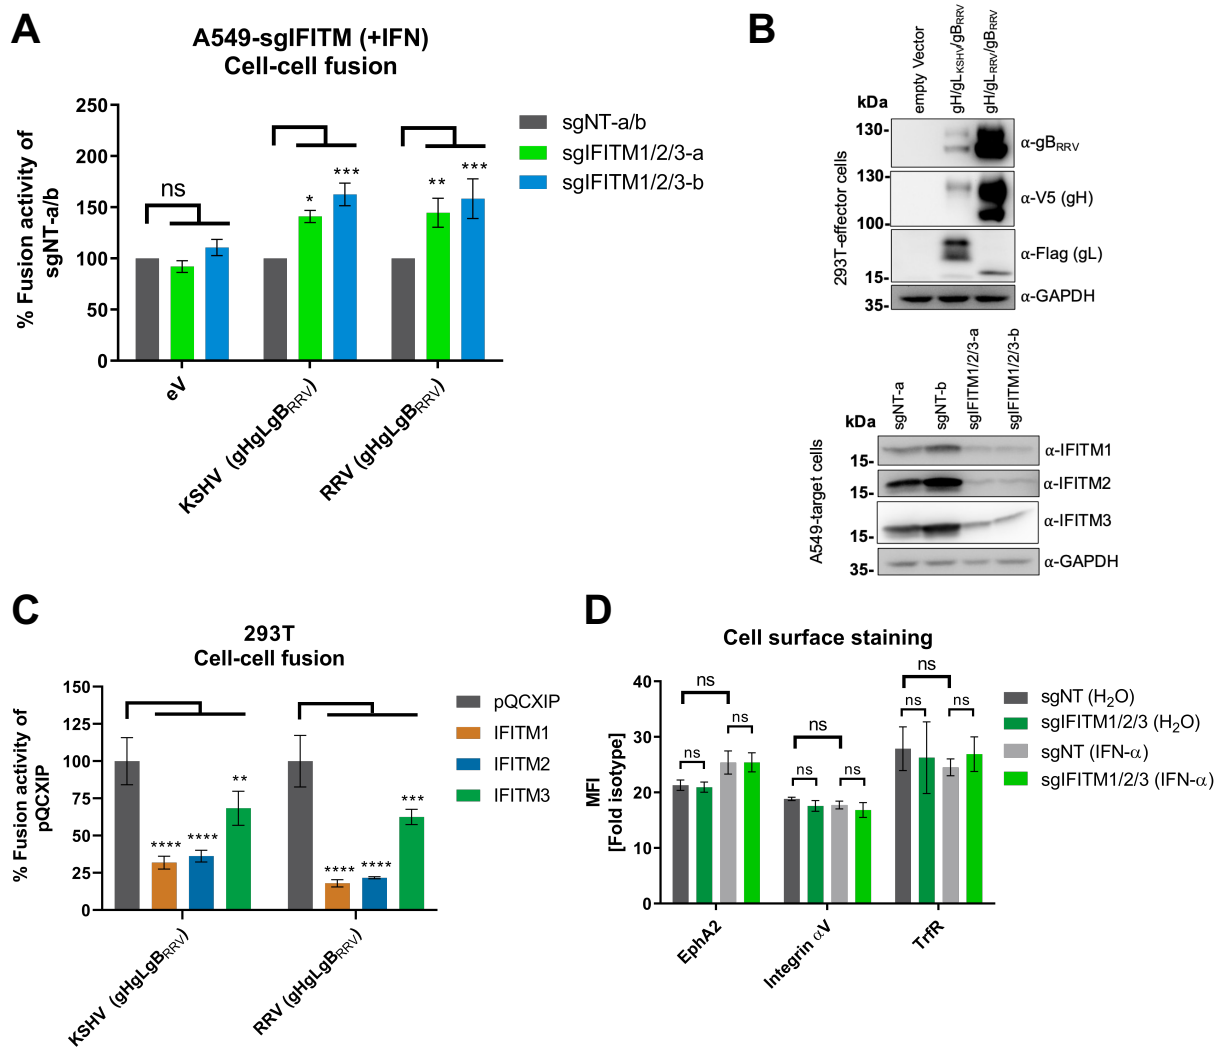 A
A549-sgIFITM (+IFN)
Cell-cell fusion
% Fusion activity of
sgNT-a/b
250
200
150
100
50
0
ns
*
***
**
***
sgNT-a/b
sgIFITM1/2/3-a
sgIFITM1/2/3-b
eV
KSHV (gHgLgBRRV)
RRV (gHgLgBRRV)
B
empty Vector
gH/gLKSHV/gBRRV
gH/gLRRV/gBRRV
kDa
293T-effector cells
130-
α-gBRRV
130-
α-V5 (gH)
100-
α-Flag (gL)
15-
α-GAPDH
35-
sgNT-a
sgNT-b
sgIFITM1/2/3-a
sgIFITM1/2/3-b
kDa
A549-target cells
α-IFITM1
15-
α-IFITM2
15-
α-IFITM3
15-
α-GAPDH
35-
C
293T
Cell-cell fusion
% Fusion activity of
pQCXIP
150
125
100
75
50
25
0
****
****
**
****
****
***
pQCXIP
IFITM1
IFITM2
IFITM3
KSHV (gHgLgBRRV)
RRV (gHgLgBRRV)
D
Cell surface staining
MFI
[Fold isotype]
40
30
20
10
0
ns
ns
ns
ns
ns
ns
ns
ns
ns
sgNT (H2O)
sgIFITM1/2/3 (H2O)
sgNT (IFN-α)
sgIFITM1/2/3 (IFN-α)
EphA2
Integrin αV
TrfR